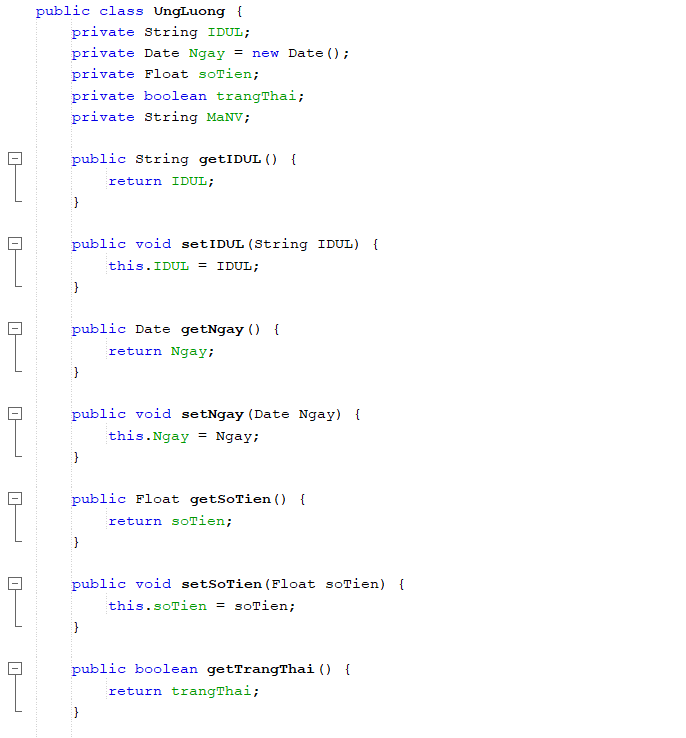 public class UngLuong {
private String IDUL;
private Date Ngay = new Date();
private Float soTien;
private boolean trangThai;
private String MaNV;
public String getIDUL() {
return IDUL;
}
public void setIDUL(String IDUL) {
this.IDUL = IDUL;
}
public Date getNgay() {
return Ngay;
}
public void setNgay(Date Ngay) {
this.Ngay = Ngay;
}
public Float getSoTien() {
return soTien;
}
public void setSoTien(Float soTien) {
this.soTien = soTien;
}
public boolean getTrangThai() {
return trangThai;
}